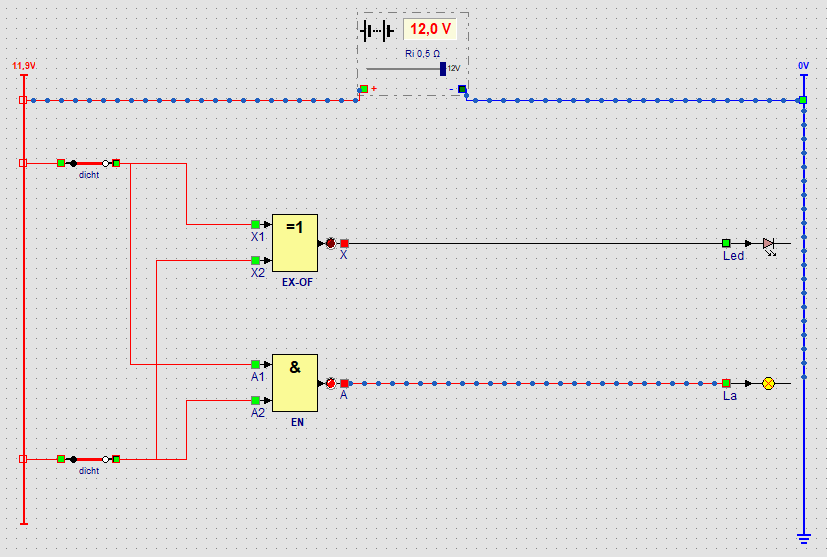 12,0 V
Ri 0,5 Ω
12V
+
-
11,9V
0V
dicht
X1
=1
X
Led
X2
EX-OF
A1
&
A
La
A2
EN
dicht